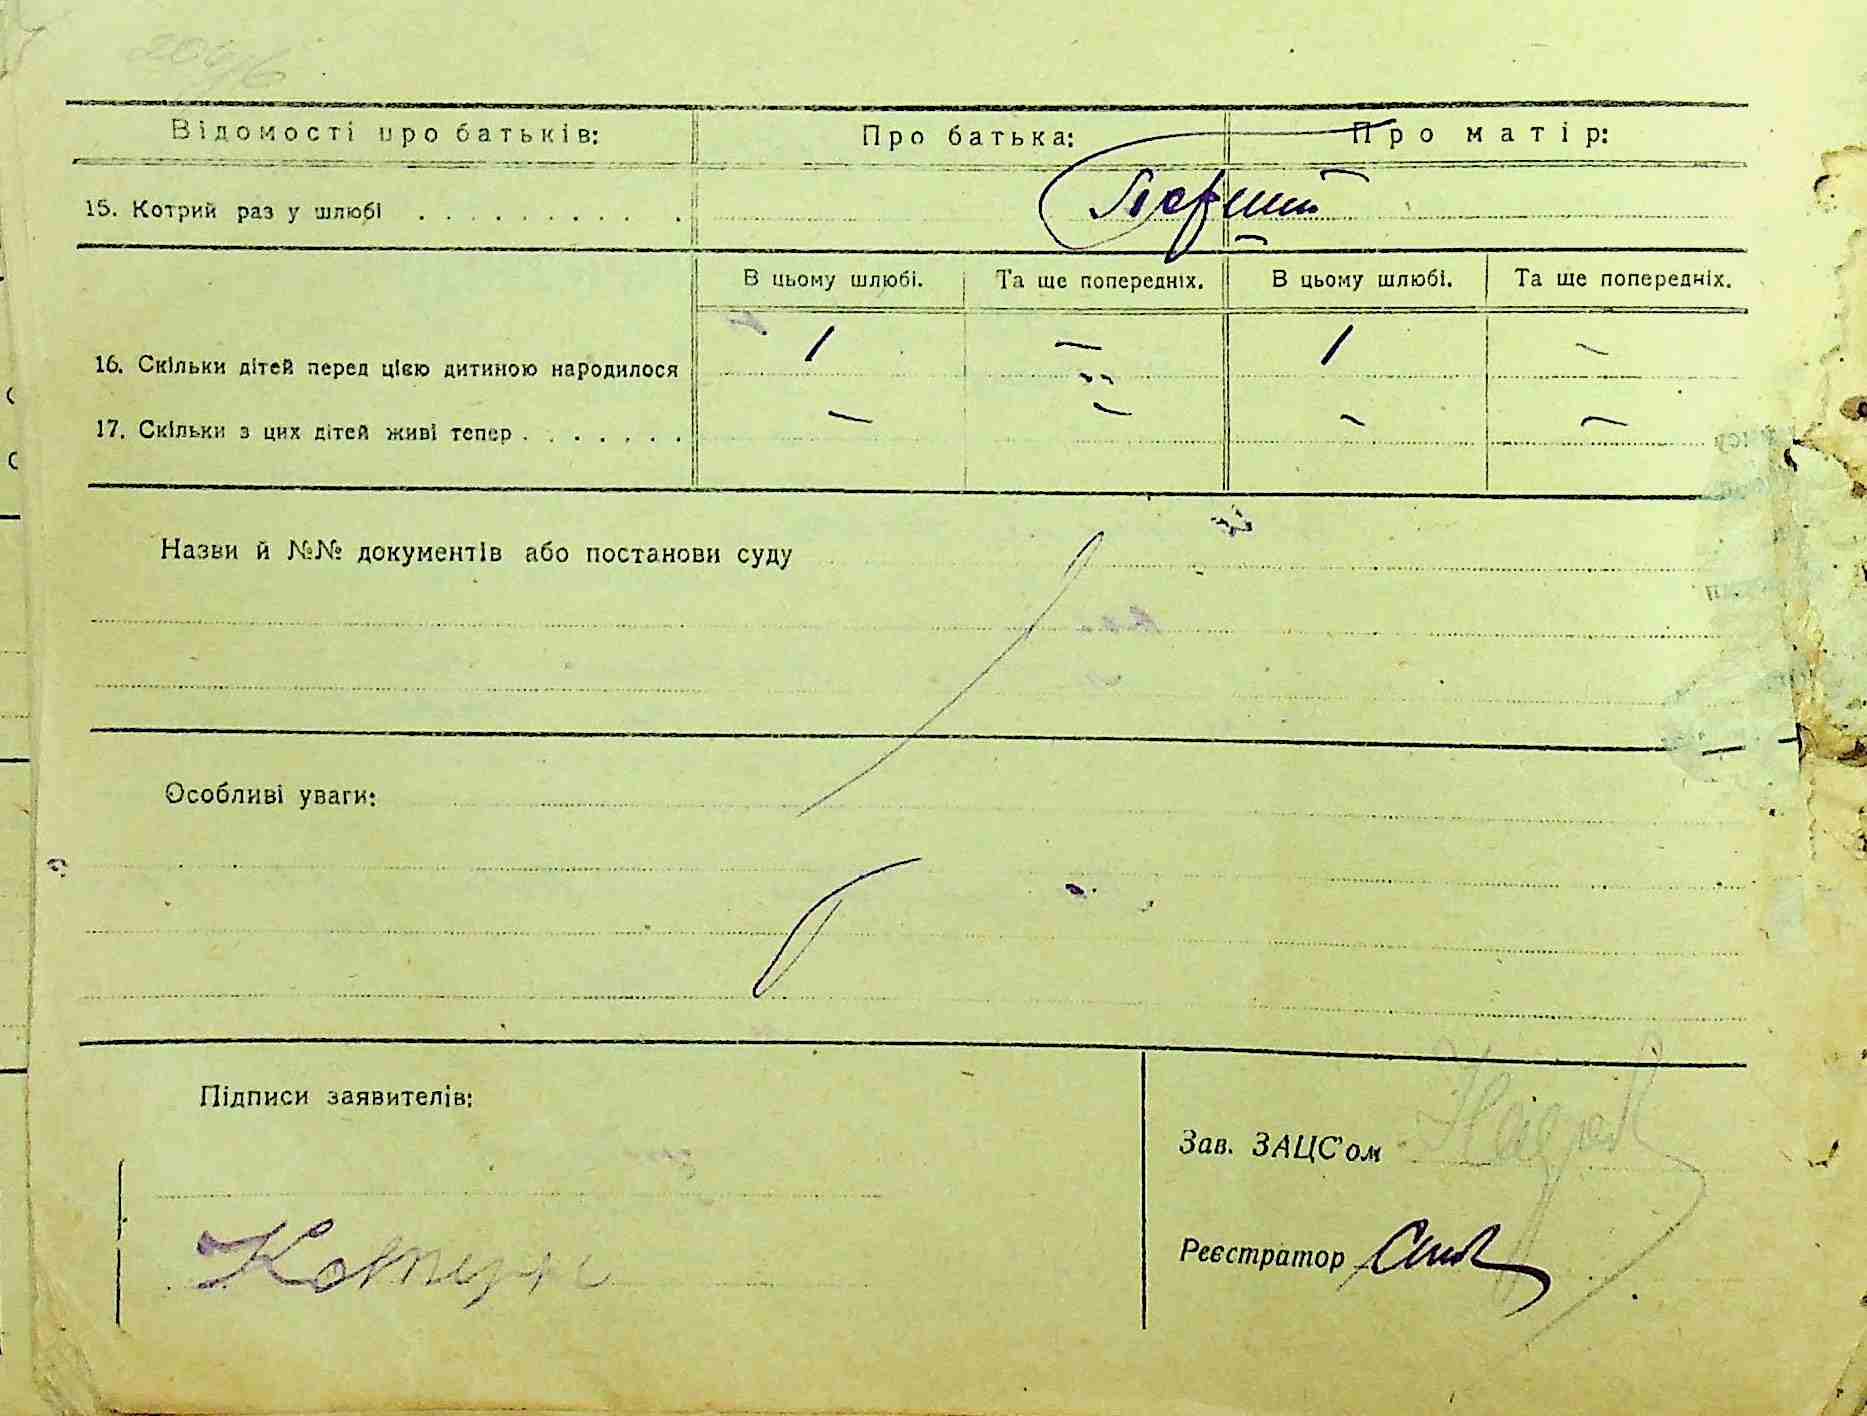 Відомості про батьків: Про батька: Про матір:
15. Котрий раз у шлюбі . . . . . . . . . . Перший
В цьому шлюбі. Та ще попередніх. В цьому шлюбі. Та ще попередніх.
16. Скільки дітей перед цією дитиною народилося 1 — 1 —
17. Скільки з цих дітей живі тепер . . . . . . . — — — —
Назви й №№ документів або постанови суду
Особливі уваги:
Підписи заявителів:
Зав. ЗАЦС'ом
Реєстратор